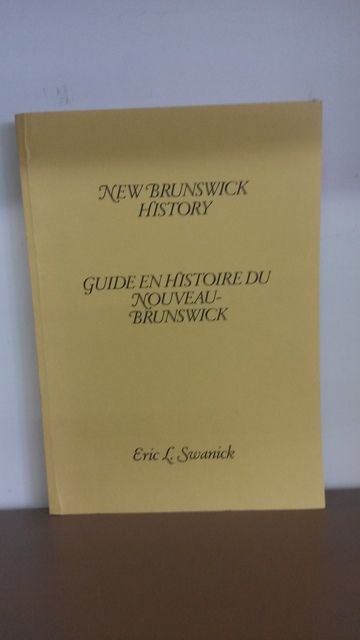 NEW BRUNSWICK
HISTORY
GUIDE EN HISTOIRE DU
NOUVEAU-
BRUNSWICK
Eric L. Swanick